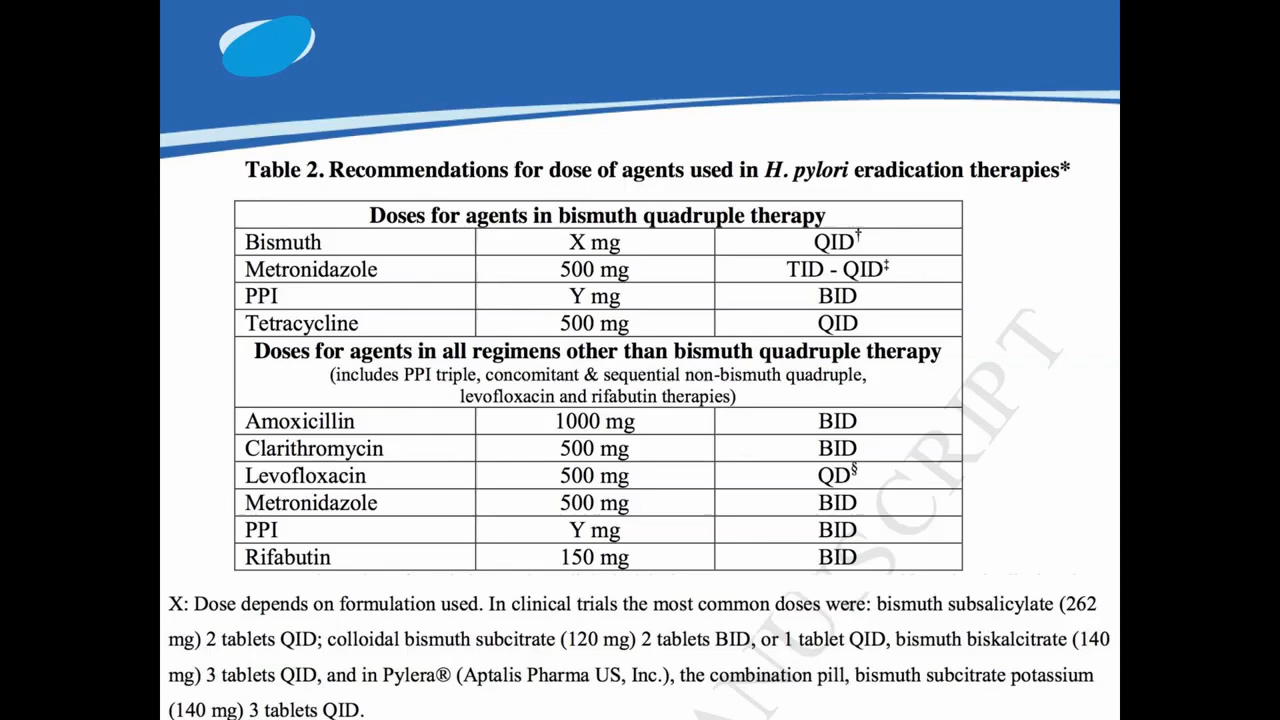 Table 2. Recommendations for dose of agents used in H. pylori eradication therapies*
Doses for agents in bismuth quadruple therapy
Bismuth X mg QID†
Metronidazole 500 mg TID - QID‡
PPI Y mg BID
Tetracycline 500 mg QID
Doses for agents in all regimens other than bismuth quadruple therapy
(includes PPI triple, concomitant & sequential non-bismuth quadruple,
levofloxacin and rifabutin therapies)
Amoxicillin 1000 mg BID
Clarithromycin 500 mg BID
Levofloxacin 500 mg QD§
Metronidazole 500 mg BID
PPI Y mg BID
Rifabutin 150 mg BID
X: Dose depends on formulation used. In clinical trials the most common doses were: bismuth subsalicylate (262
mg) 2 tablets QID; colloidal bismuth subcitrate (120 mg) 2 tablets BID, or 1 tablet QID, bismuth biskalcitrate (140
mg) 3 tablets QID, and in Pylera® (Aptalis Pharma US, Inc.), the combination pill, bismuth subcitrate potassium
(140 mg) 3 tablets QID.
ANUSCRIPT